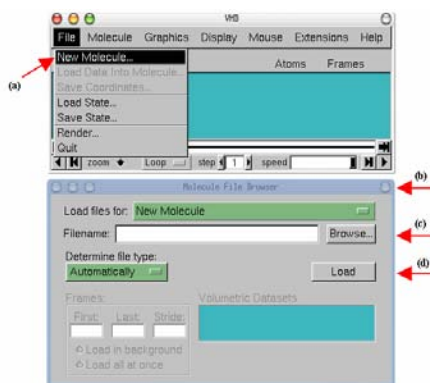 VMD
File Molecule Graphics Display Mouse Extensions Help
(a)
New Molecule...
Load Data Into Molecule...
Save Coordinates...
Load State...
Save State...
Render...
Quit
Atoms Frames
zoom Loop step 1 speed
Molecule File Browser
(b)
Load files for: New Molecule
Filename: Browse...
(c)
Determine file type:
Automatically Load
(d)
Frames: Volumetric Datasets
First: Last: Stride:
Load in background
Load all at once